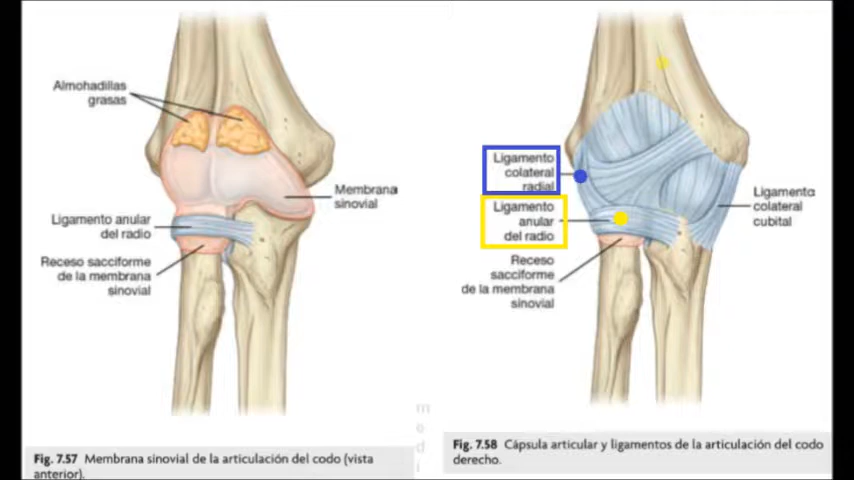 Almohadillas
grasas
Membrana
sinovial
Ligamento anular
del radio
Receso sacciforme
de la membrana
sinovial
Fig. 7.57 Membrana sinovial de la articulación del codo (vista
anterior).
Ligamento
colateral
radial
Ligamento
anular
del radio
Ligamento
colateral
cubital
Receso
sacciforme
de la membrana
sinovial
Fig. 7.58 Cápsula articular y ligamentos de la articulación del codo
derecho.
m
e
d
i